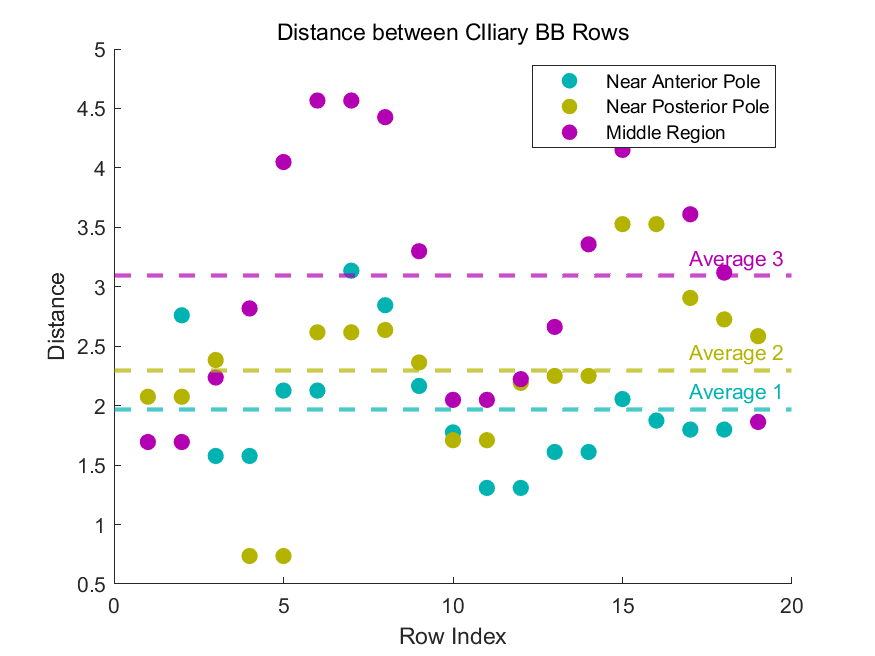 Distance between CIliary BB Rows
5
4.5
4
3.5
3
2.5
2
1.5
1
0.5
Distance
Near Anterior Pole
Near Posterior Pole
Middle Region
Average 3
Average 2
Average 1
0 5 10 15 20
Row Index